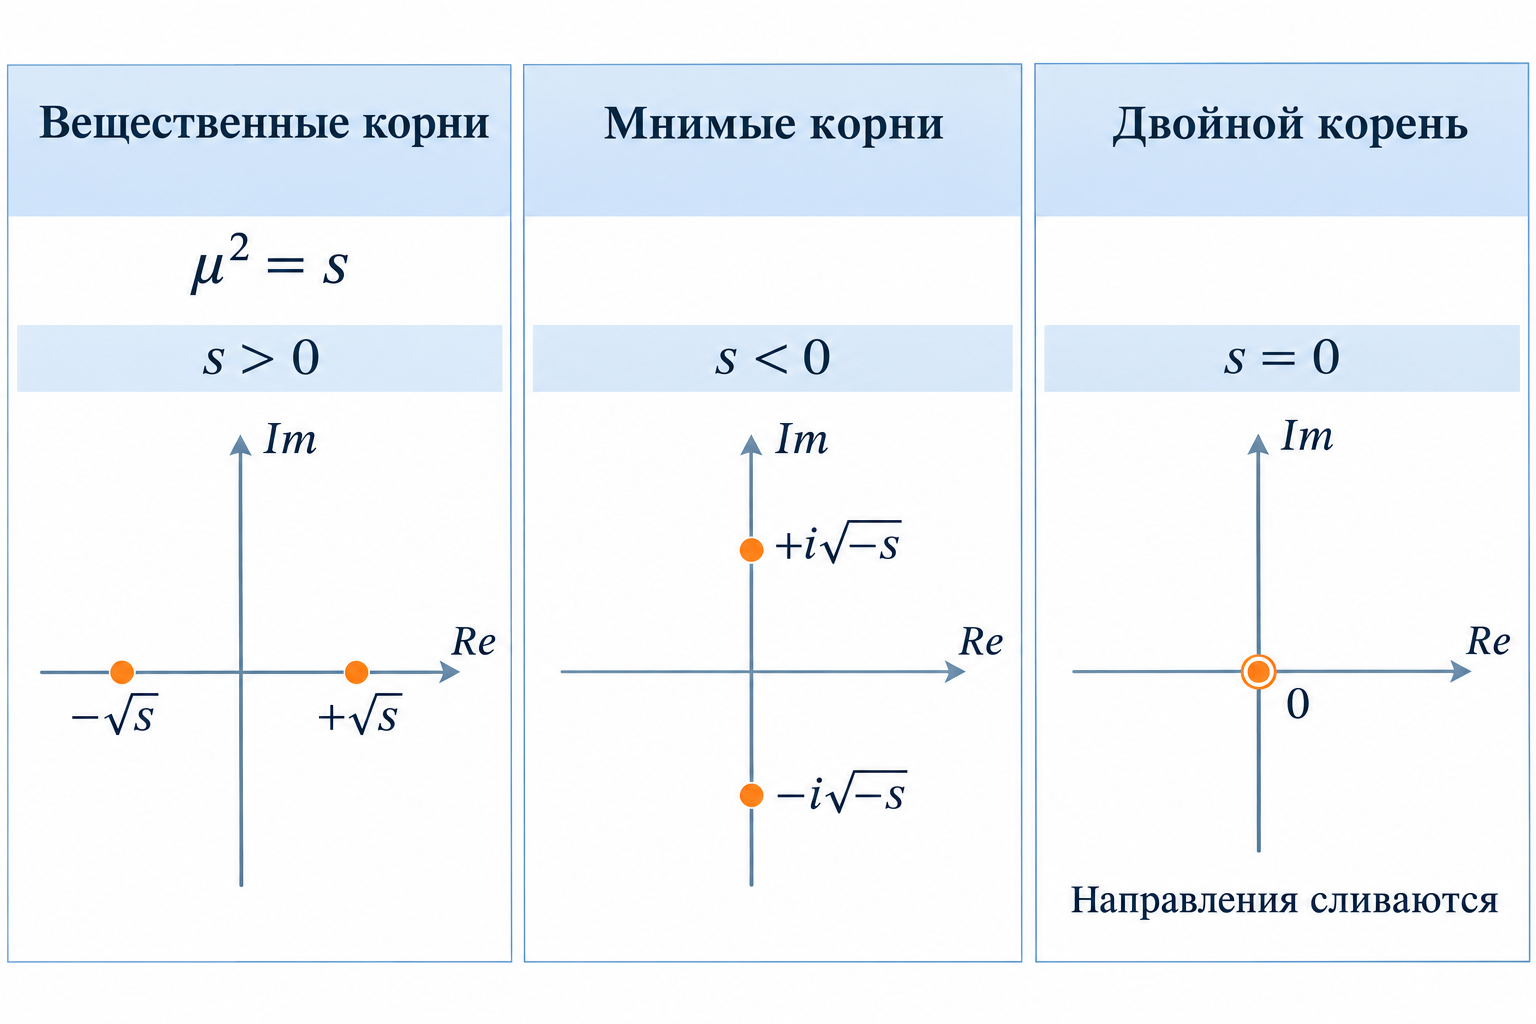 Вещественные корни
μ² = s
s > 0
Im
Re
−√s
+√s
Мнимые корни
s < 0
Im
+i√−s
Re
−i√−s
Двойной корень
s = 0
Im
Re
0
Направления сливаются